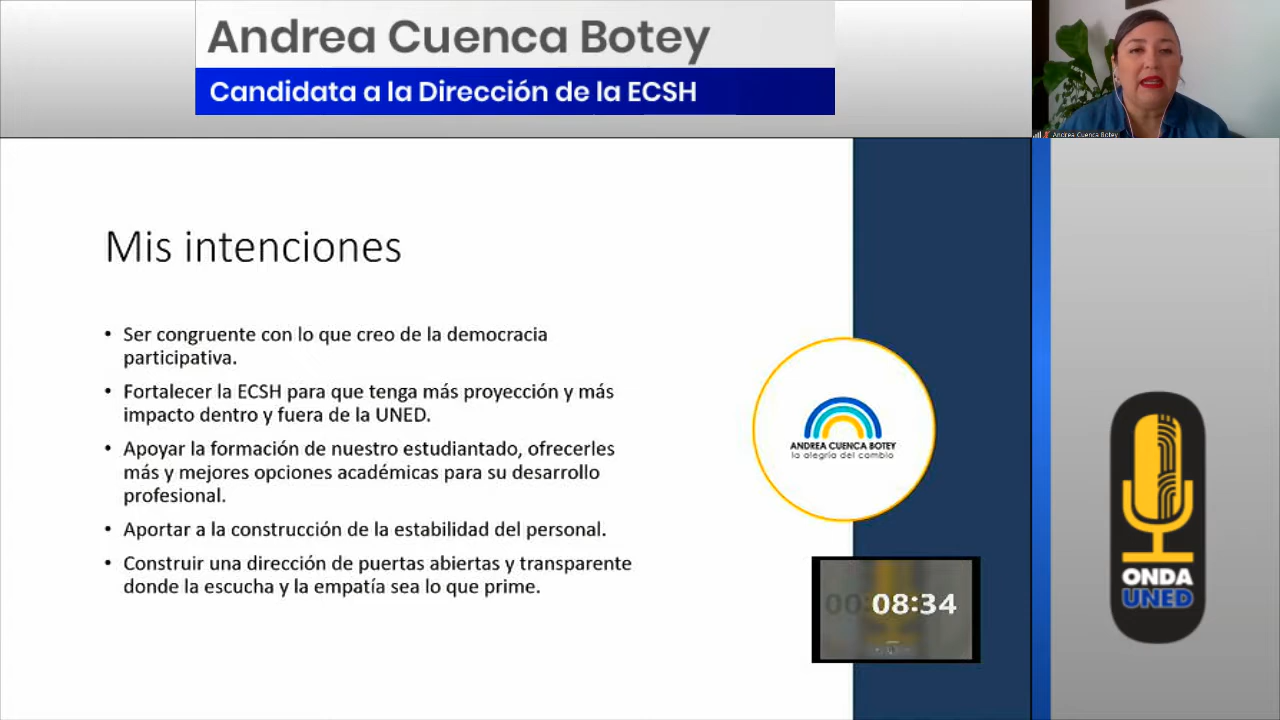 Andrea Cuenca Botey
Candidata a la Dirección de la ECSH
Andrea Cuenca Botey
Mis intenciones
• Ser congruente con lo que creo de la democracia
participativa.
• Fortalecer la ECSH para que tenga más proyección y más
impacto dentro y fuera de la UNED.
• Apoyar la formación de nuestro estudiantado, ofrecerles
más y mejores opciones académicas para su desarrollo
profesional.
• Aportar a la construcción de la estabilidad del personal.
• Construir una dirección de puertas abiertas y transparente
donde la escucha y la empatía sea lo que prime.
ANDREA CUENCA BOTEY
la alegría del cambio
00:08:34
ONDA
UNED